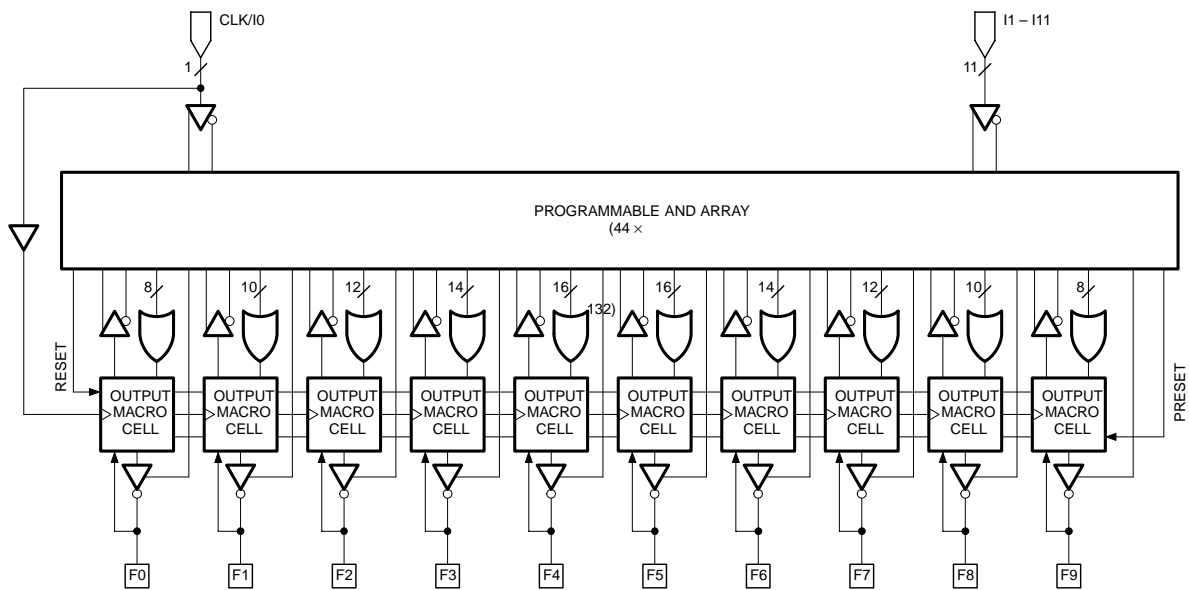 CLK/I0
I1 – I11
1
11
PROGRAMMABLE AND ARRAY
(44 ×
8
10
12
14
16
16
14
12
10
8
132)
RESET
PRESET
OUTPUT
MACRO
CELL
OUTPUT
MACRO
CELL
OUTPUT
MACRO
CELL
OUTPUT
MACRO
CELL
OUTPUT
MACRO
CELL
OUTPUT
MACRO
CELL
OUTPUT
MACRO
CELL
OUTPUT
MACRO
CELL
OUTPUT
MACRO
CELL
OUTPUT
MACRO
CELL
F0
F1
F2
F3
F4
F5
F6
F7
F8
F9